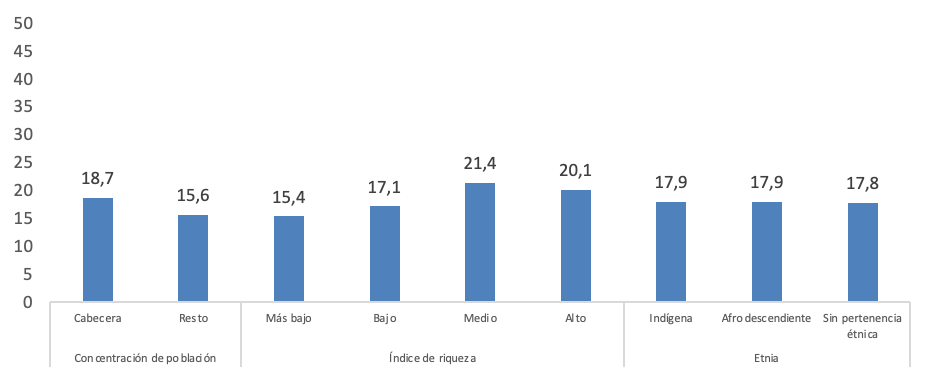 50
45
40
35
30
25
20
15
10
5
0
18,7
15,6
15,4
17,1
21,4
20,1
17,9
17,9
17,8
Cabecera
Resto
Más bajo
Bajo
Medio
Alto
Indígena
Afrodescendiente
Sin pertenencia
étnica
Concentración de población
Índice de riqueza
Etnia